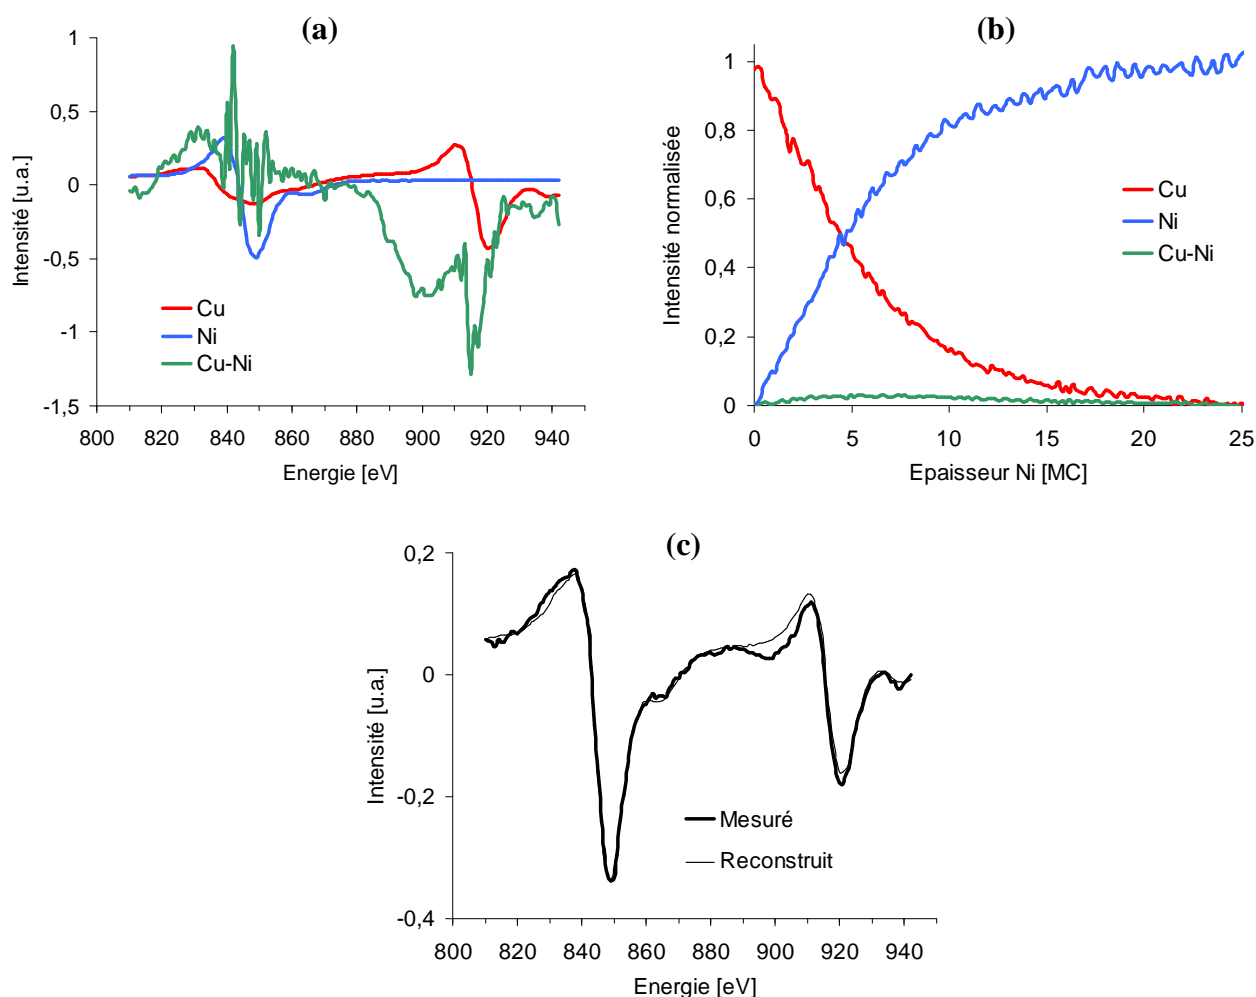 (a)
1
0,5
0
-0,5
-1
-1,5
Intensité [u.a.]
Cu
Ni
Cu-Ni
800 820 840 860 880 900 920 940
Energie [eV]
(b)
1
0,8
0,6
0,4
0,2
0
Intensité normalisée
Cu
Ni
Cu-Ni
0 5 10 15 20 25
Epaisseur Ni [MC]
(c)
0,2
0
-0,2
-0,4
Intensité [u.a.]
Mesuré
Reconstruit
800 820 840 860 880 900 920 940
Energie [eV]